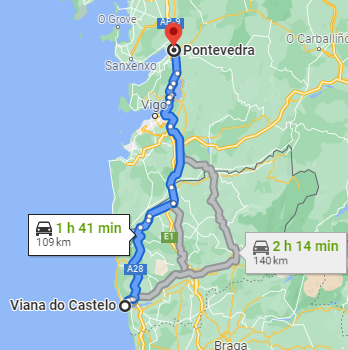 O Grove
AP-9
Pontevedra
O Carballiñ
Sanxenxo
Vigo
1 h 41 min
109 km
E1
2 h 14 min
140 km
A28
Viana do Castelo
Braga